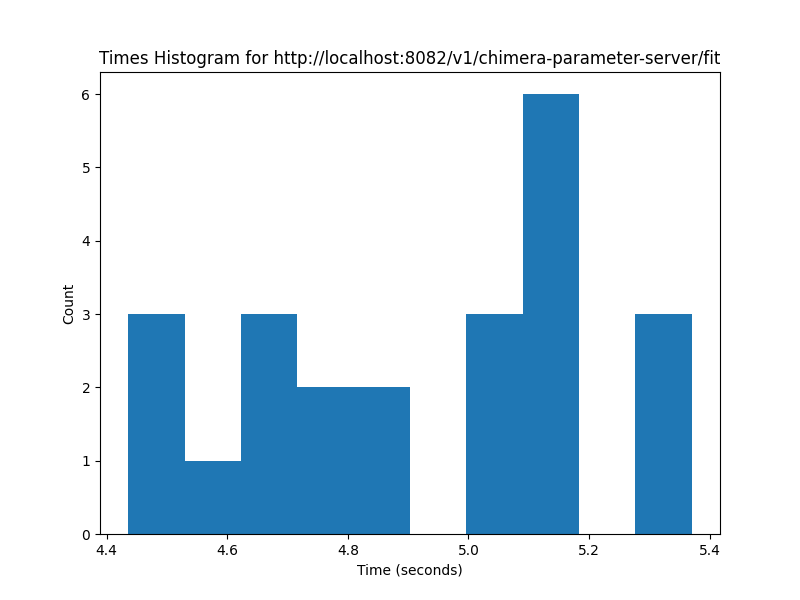 Times Histogram for http://localhost:8082/v1/chimera-parameter-server/fit
6
5
4
3
2
1
0
Count
4.4 4.6 4.8 5.0 5.2 5.4
Time (seconds)